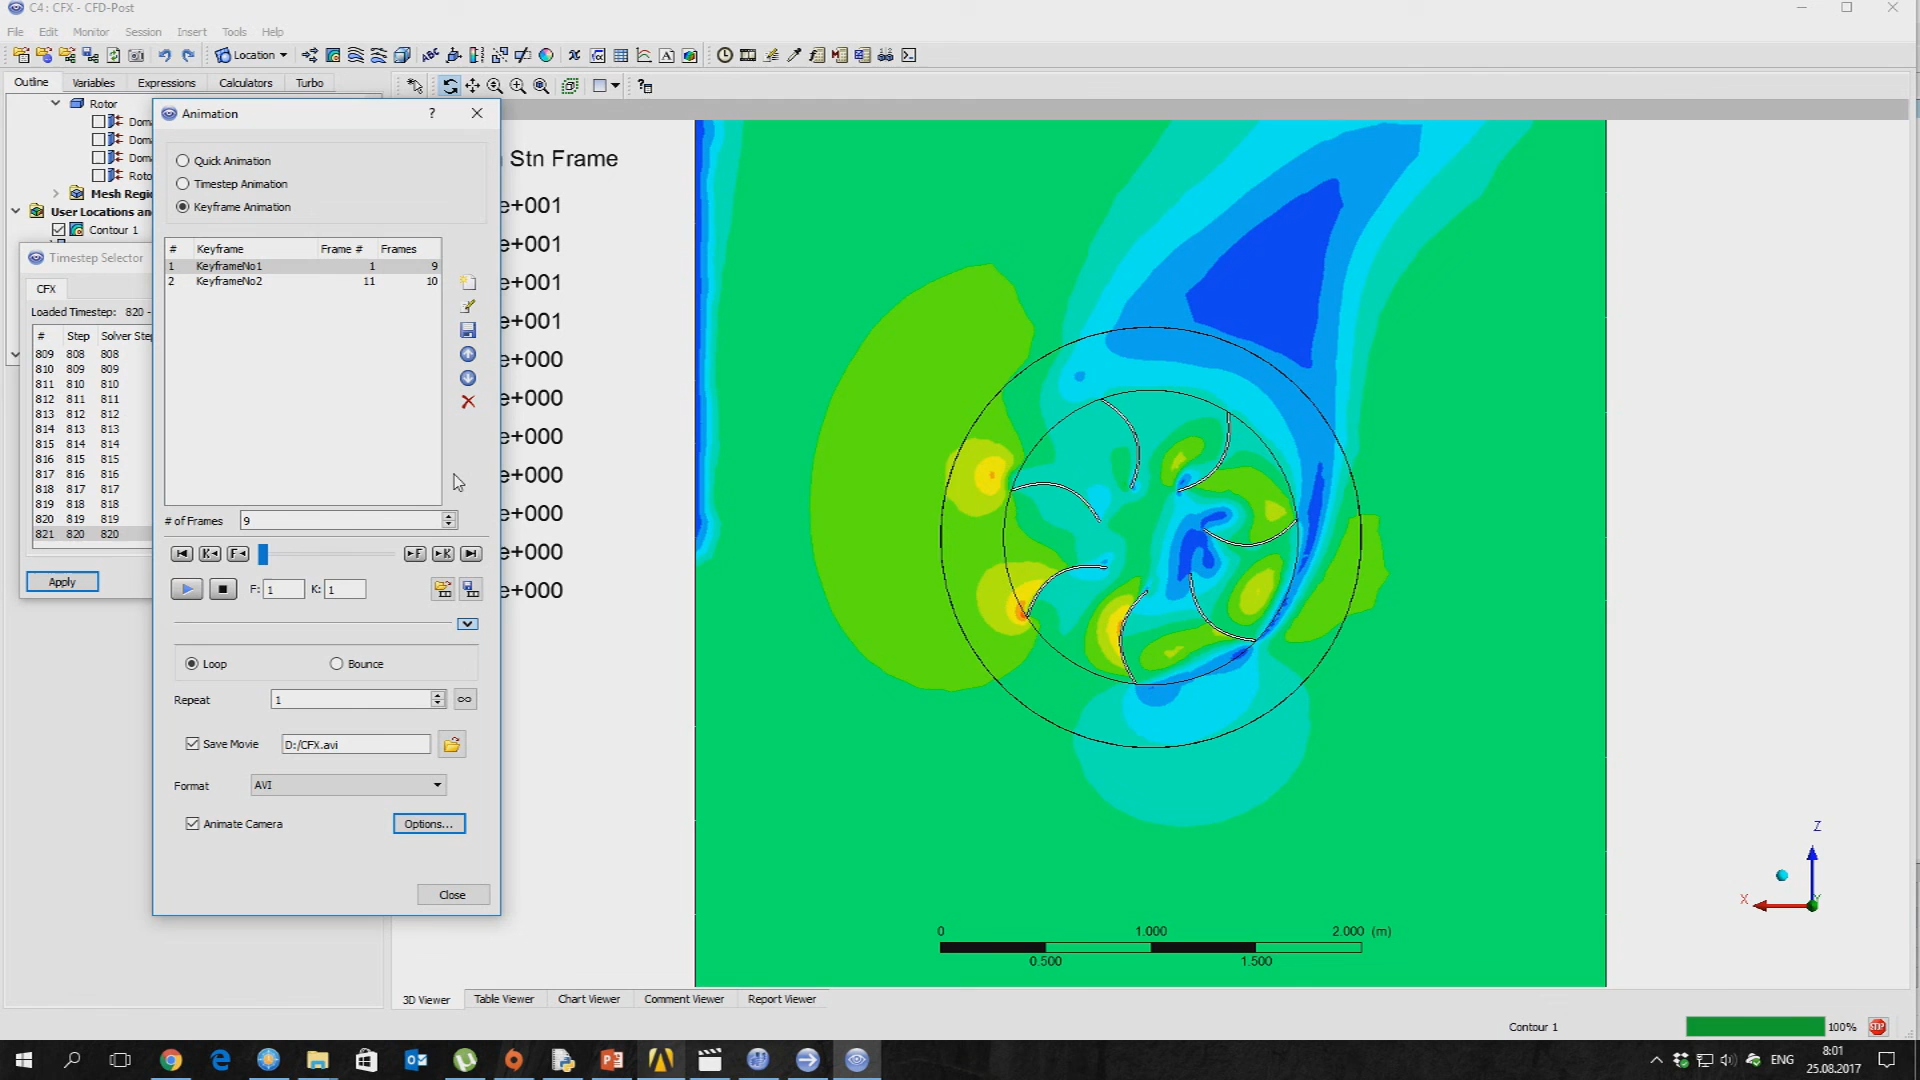 C4 : CFX - CFD-Post
File Edit Monitor Session Insert Tools Help
Location
Outline Variables Expressions Calculators Turbo
Rotor
Mesh
User Locations
Contour 1
Timestep Selector
CFX
Loaded Timestep: 820 -
# Step Solver
809 808 808
810 809 809
811 810 810
812 811 811
813 812 812
814 813 813
815 814 814
816 815 815
817 816 816
818 817 817
819 818 818
820 819 819
821 820 820
Apply
Animation
? 
Quick Animation
Timestep Animation
Keyframe Animation
# Keyframe Frame # Frames
1 KeyframeNo1 1 9
2 KeyframeNo2 11 10
# of Frames 9
K F F K
F: 1 K: 1
Loop Bounce
Repeat 1
Save Movie D:/CFX.avi
Format AVI
Animate Camera Options...
Close
Stn Frame
e+001
e+001
e+001
e+001
e+000
e+000
e+000
e+000
e+000
e+000
e+000
0 1.000 2.000 (m)
0.500 1.500
Z
X
3D Viewer Table Viewer Chart Viewer Comment Viewer Report Viewer
Contour 1 100%
ENG
8:01
25.08.2017